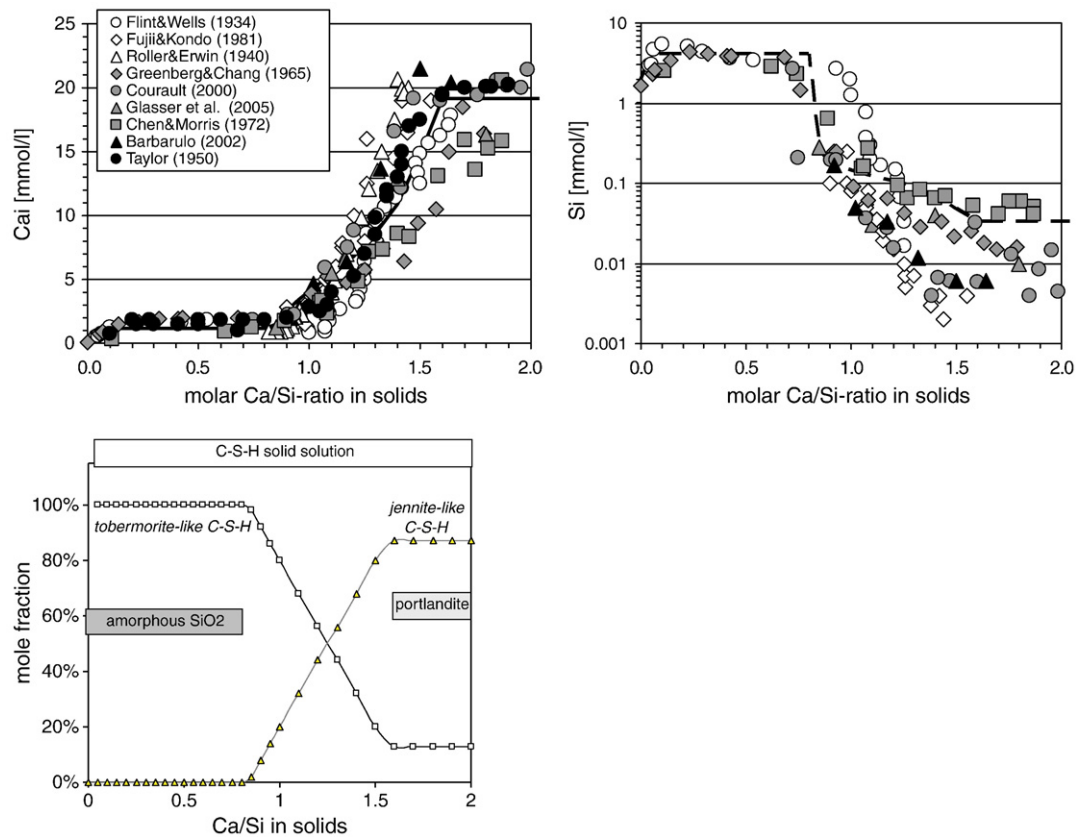 25
20
15
10
5
0
Cai [mmol/l]
Flint&Wells (1934)
Fujii&Kondo (1981)
Roller&Erwin (1940)
Greenberg&Chang (1965)
Courault (2000)
Glasser et al. (2005)
Chen&Morris (1972)
Barbarulo (2002)
Taylor (1950)
0.0 0.5 1.0 1.5 2.0
molar Ca/Si-ratio in solids
10
1
0.1
0.01
0.001
Si [mmol/l]
0.0 0.5 1.0 1.5 2.0
molar Ca/Si-ratio in solids
C-S-H solid solution
100%
80%
60%
40%
20%
0%
mole fraction
tobermorite-like C-S-H
jennite-like
C-S-H
portlandite
amorphous SiO2
0 0.5 1 1.5 2
Ca/Si in solids